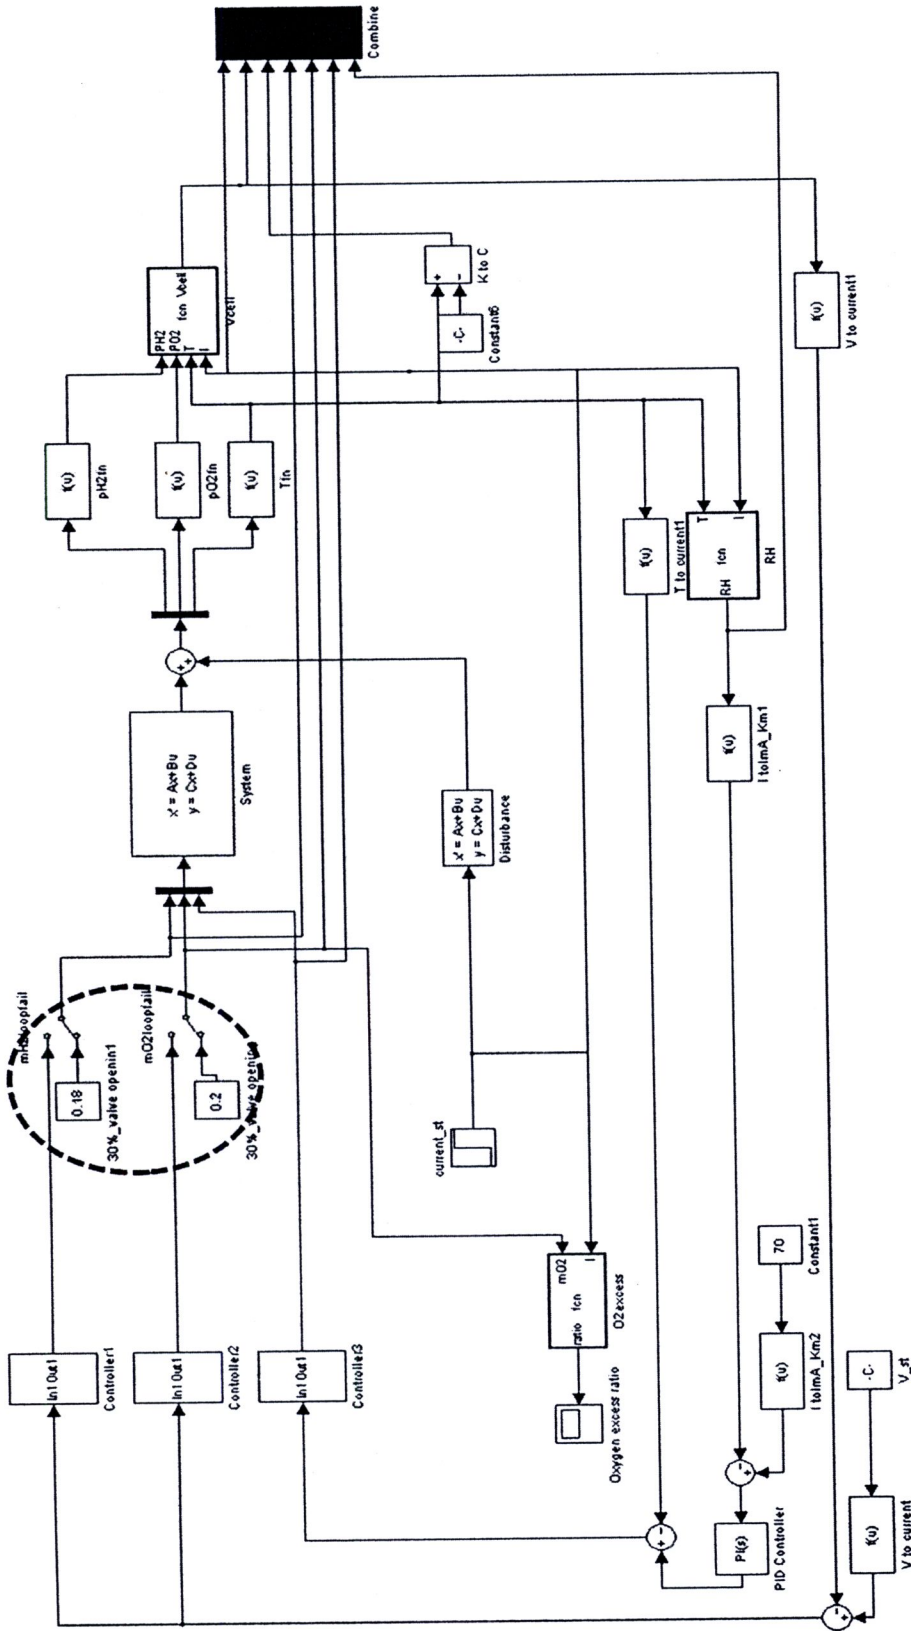 Combine
PH2
PO2
T
I
fcn Vcell
Vcell
f(u)
pH2fn
f(u)
pO2fn
f(u)
Tfn
+
-
K to C
-C-
Constant6
f(u)
V to current1
f(u)
T to current1
T
I
fcn
RH
RH
f(u)
I toImA_Km1
+
+
x' = Ax+Bu
y = Cx+Du
System
x' = Ax+Bu
y = Cx+Du
Disturbance
0.18
30%_valve openin1
mO2loopfail
0.2
current_st
mO2
I
ratio fcn
O2excess
Oxygen excess ratio
In1 Out1
Controller1
In1 Out1
Controller2
In1 Out1
Controller3
70
Constant1
f(u)
I toImA_Km2
-C-
V_st
f(u)
V to current
PI(s)
PID Controller
-
+
+
-
-
+